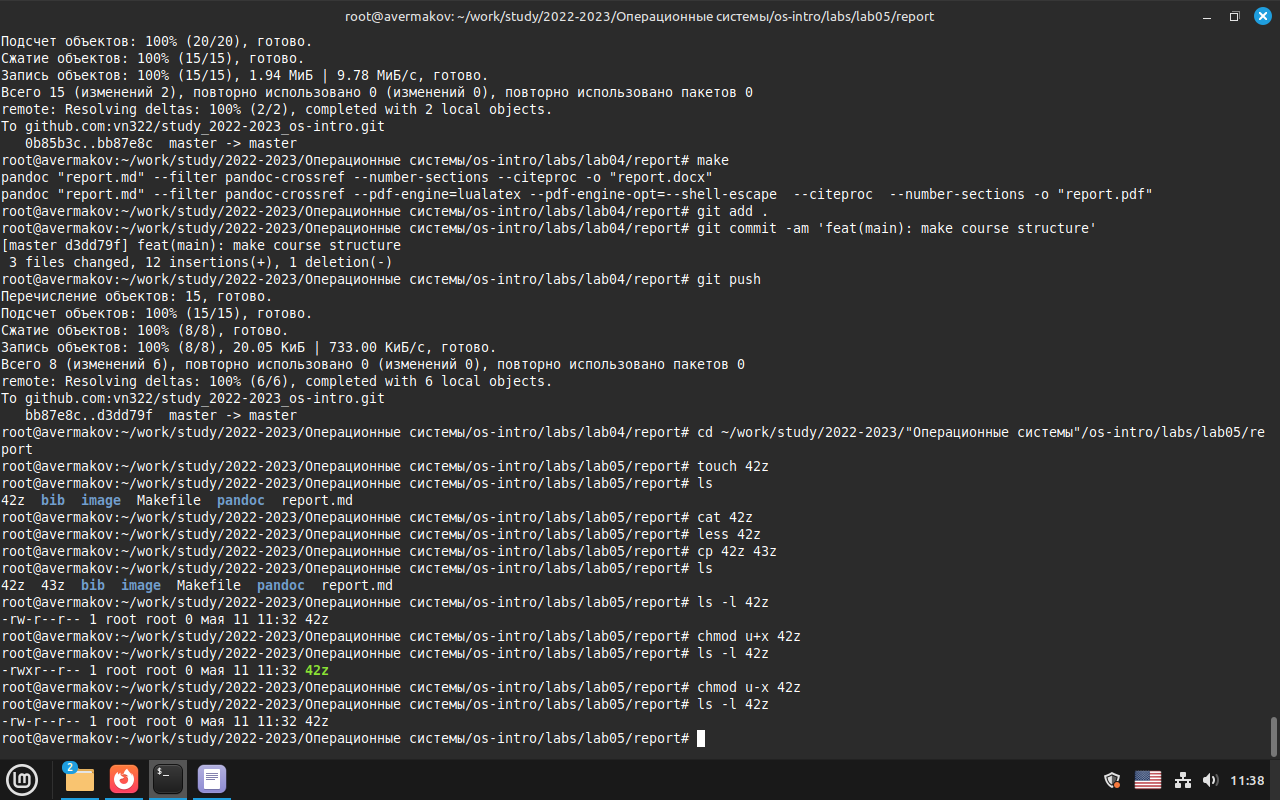 root@avermakov: ~/work/study/2022-2023/Операционные системы/os-intro/labs/lab05/report
Подсчет объектов: 100% (20/20), готово.
Сжатие объектов: 100% (15/15), готово.
Запись объектов: 100% (15/15), 1.94 МиБ | 9.78 МиБ/с, готово.
Всего 15 (изменений 2), повторно использовано 0 (изменений 0), повторно использовано пакетов 0
remote: Resolving deltas: 100% (2/2), completed with 2 local objects.
To github.com:vn322/study_2022-2023_os-intro.git
   0b85b3c..bb87e8c  master -> master
root@avermakov:~/work/study/2022-2023/Операционные системы/os-intro/labs/lab04/report# make
pandoc "report.md" --filter pandoc-crossref --number-sections --citeproc -o "report.docx"
pandoc "report.md" --filter pandoc-crossref --pdf-engine=lualatex --pdf-engine-opt=--shell-escape  --citeproc  --number-sections -o "report.pdf"
root@avermakov:~/work/study/2022-2023/Операционные системы/os-intro/labs/lab04/report# git add .
root@avermakov:~/work/study/2022-2023/Операционные системы/os-intro/labs/lab04/report# git commit -am 'feat(main): make course structure'
[master d3dd79f] feat(main): make course structure
 3 files changed, 12 insertions(+), 1 deletion(-)
root@avermakov:~/work/study/2022-2023/Операционные системы/os-intro/labs/lab04/report# git push
Перечисление объектов: 15, готово.
Подсчет объектов: 100% (15/15), готово.
Сжатие объектов: 100% (8/8), готово.
Запись объектов: 100% (8/8), 20.05 КиБ | 733.00 КиБ/с, готово.
Всего 8 (изменений 6), повторно использовано 0 (изменений 0), повторно использовано пакетов 0
remote: Resolving deltas: 100% (6/6), completed with 6 local objects.
To github.com:vn322/study_2022-2023_os-intro.git
   bb87e8c..d3dd79f  master -> master
root@avermakov:~/work/study/2022-2023/Операционные системы/os-intro/labs/lab04/report# cd ~/work/study/2022-2023/"Операционные системы"/os-intro/labs/lab05/re
port
root@avermakov:~/work/study/2022-2023/Операционные системы/os-intro/labs/lab05/report# touch 42z
root@avermakov:~/work/study/2022-2023/Операционные системы/os-intro/labs/lab05/report# ls
42z  bib  image  Makefile  pandoc  report.md
root@avermakov:~/work/study/2022-2023/Операционные системы/os-intro/labs/lab05/report# cat 42z
root@avermakov:~/work/study/2022-2023/Операционные системы/os-intro/labs/lab05/report# less 42z
root@avermakov:~/work/study/2022-2023/Операционные системы/os-intro/labs/lab05/report# cp 42z 43z
root@avermakov:~/work/study/2022-2023/Операционные системы/os-intro/labs/lab05/report# ls
42z  43z  bib  image  Makefile  pandoc  report.md
root@avermakov:~/work/study/2022-2023/Операционные системы/os-intro/labs/lab05/report# ls -l 42z
-rw-r--r-- 1 root root 0 мая 11 11:32 42z
root@avermakov:~/work/study/2022-2023/Операционные системы/os-intro/labs/lab05/report# chmod u+x 42z
root@avermakov:~/work/study/2022-2023/Операционные системы/os-intro/labs/lab05/report# ls -l 42z
-rwxr--r-- 1 root root 0 мая 11 11:32 42z
root@avermakov:~/work/study/2022-2023/Операционные системы/os-intro/labs/lab05/report# chmod u-x 42z
root@avermakov:~/work/study/2022-2023/Операционные системы/os-intro/labs/lab05/report# ls -l 42z
-rw-r--r-- 1 root root 0 мая 11 11:32 42z
root@avermakov:~/work/study/2022-2023/Операционные системы/os-intro/labs/lab05/report#
2
$_
11:38